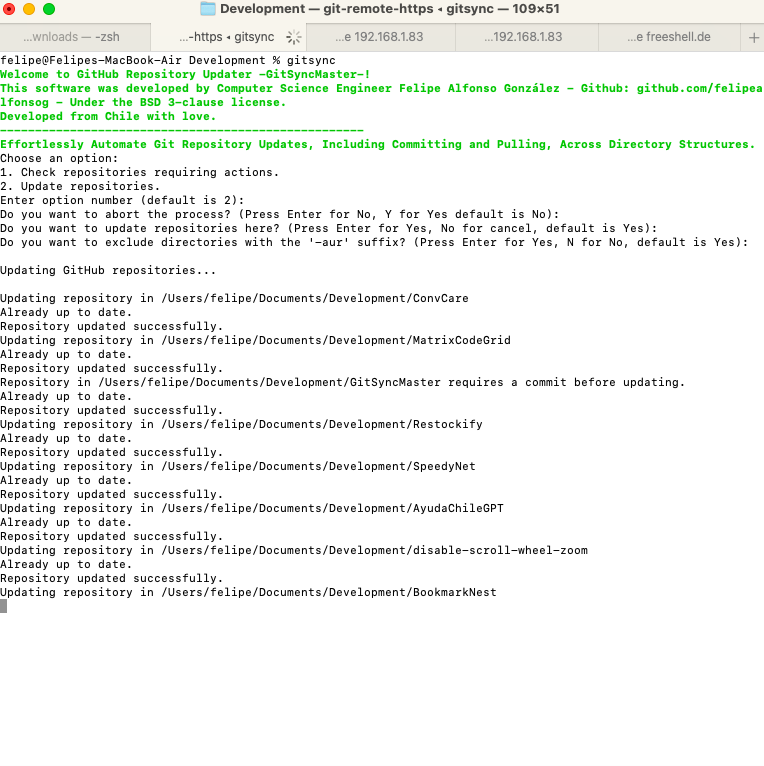 Development — git-remote-https ◂ gitsync — 109×51
...wnloads — -zsh
...-https ◂ gitsync
...e 192.168.1.83
...192.168.1.83
...e freeshell.de
+
felipe@Felipes-MacBook-Air Development % gitsync
Welcome to GitHub Repository Updater -GitSyncMaster-!
This software was developed by Computer Science Engineer Felipe Alfonso González - Github: github.com/felipea
lfonsog - Under the BSD 3-clause license.
Developed from Chile with love.
----------------------------------------------------
Effortlessly Automate Git Repository Updates, Including Committing and Pulling, Across Directory Structures.
Choose an option:
1. Check repositories requiring actions.
2. Update repositories.
Enter option number (default is 2):
Do you want to abort the process? (Press Enter for No, Y for Yes default is No):
Do you want to update repositories here? (Press Enter for Yes, No for cancel, default is Yes):
Do you want to exclude directories with the '-aur' suffix? (Press Enter for Yes, N for No, default is Yes):
Updating GitHub repositories...
Updating repository in /Users/felipe/Documents/Development/ConvCare
Already up to date.
Repository updated successfully.
Updating repository in /Users/felipe/Documents/Development/MatrixCodeGrid
Already up to date.
Repository updated successfully.
Repository in /Users/felipe/Documents/Development/GitSyncMaster requires a commit before updating.
Already up to date.
Repository updated successfully.
Updating repository in /Users/felipe/Documents/Development/Restockify
Already up to date.
Repository updated successfully.
Updating repository in /Users/felipe/Documents/Development/SpeedyNet
Already up to date.
Repository updated successfully.
Updating repository in /Users/felipe/Documents/Development/AyudaChileGPT
Already up to date.
Repository updated successfully.
Updating repository in /Users/felipe/Documents/Development/disable-scroll-wheel-zoom
Already up to date.
Repository updated successfully.
Updating repository in /Users/felipe/Documents/Development/BookmarkNest